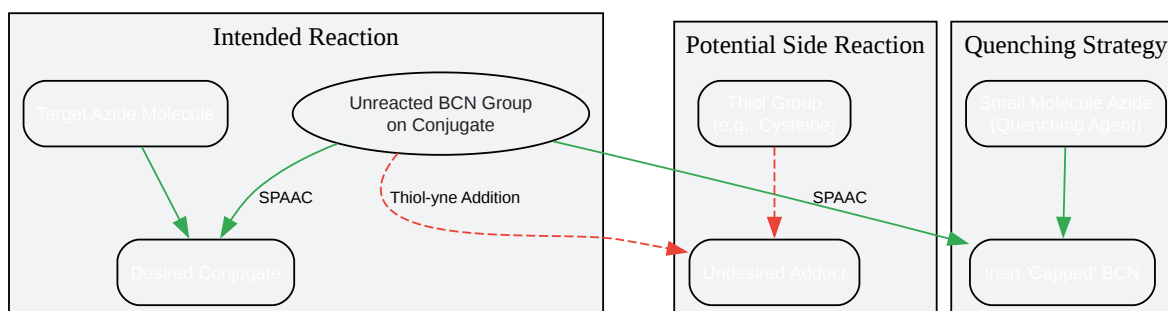 Intended Reaction
Target Azide Molecule
Unreacted BCN Group
on Conjugate
SPAAC
Thiol-yne Addition
Desired Conjugate
Potential Side Reaction
Thiol Group
(e.g., Cysteine)
Undesired Adduct
Quenching Strategy
Small Molecule Azide
(Quenching Agent)
SPAAC
Inert 'Capped' BCN